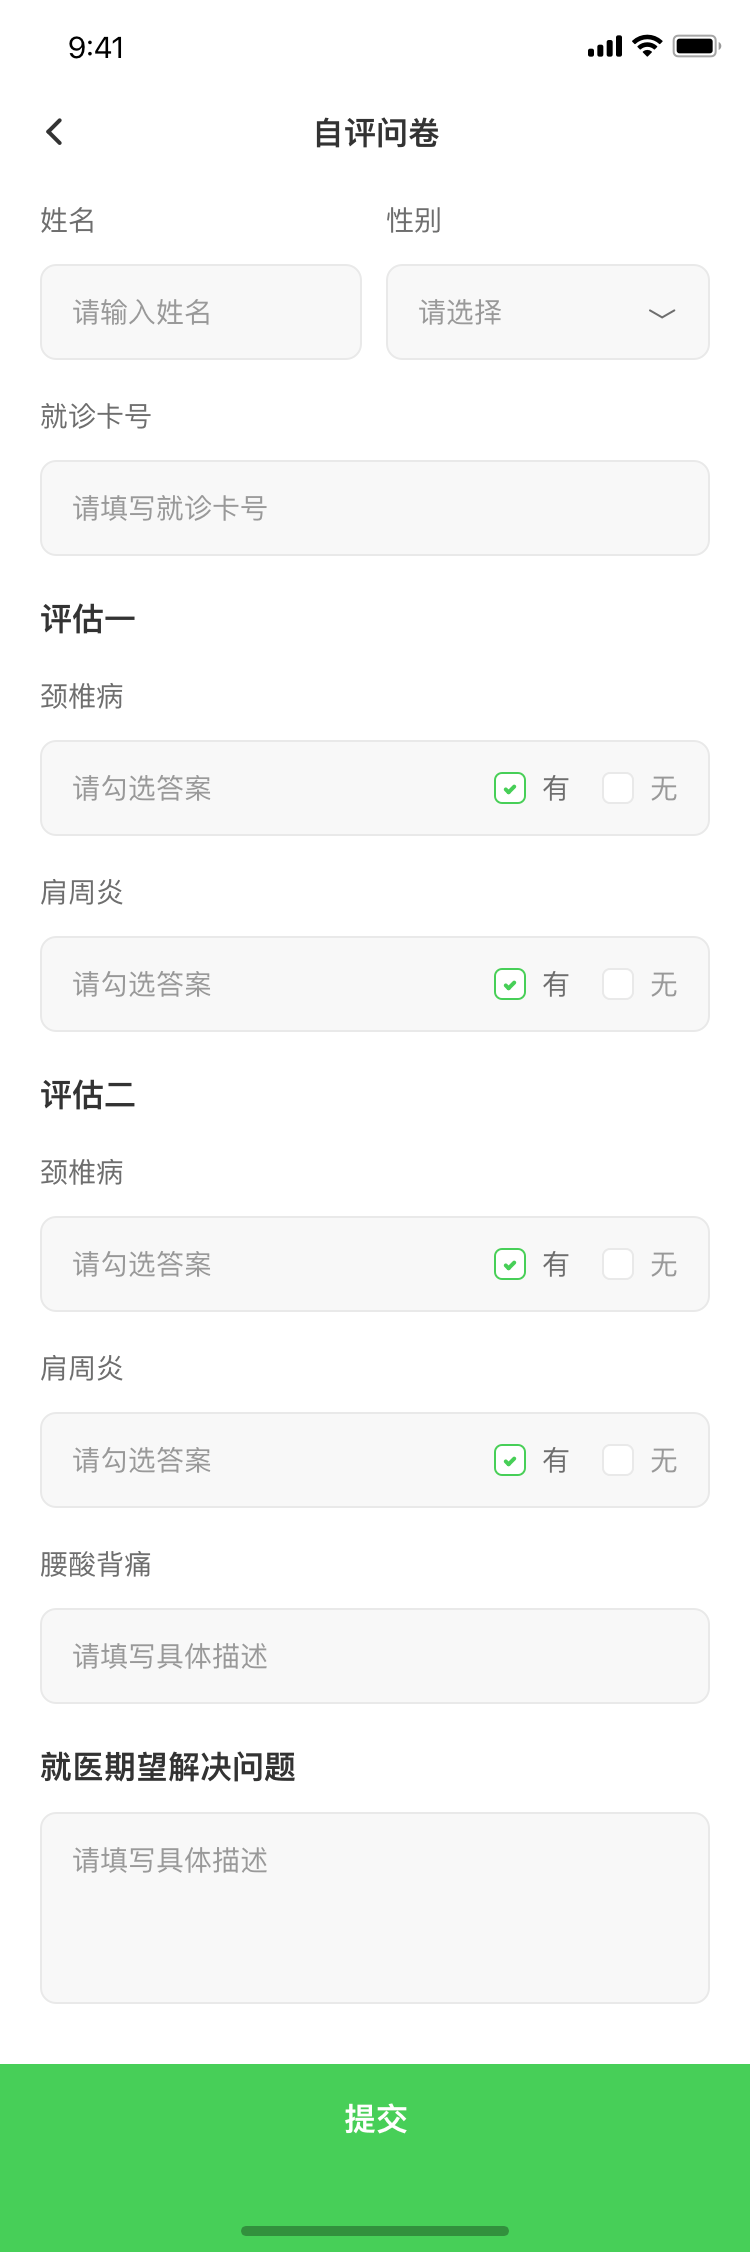 9:41
自评问卷
姓名 性别
请输入姓名 请选择
就诊卡号
请填写就诊卡号
评估一
颈椎病
请勾选答案 有 无
肩周炎
请勾选答案 有 无
评估二
颈椎病
请勾选答案 有 无
肩周炎
请勾选答案 有 无
腰酸背痛
请填写具体描述
就医期望解决问题
请填写具体描述
提交